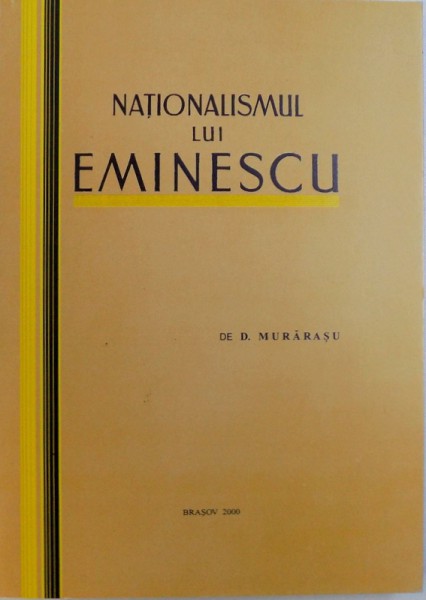 NAȚIONALISMUL
LUI
EMINESCU
DE D. MURĂRAȘU
BRAȘOV 2000